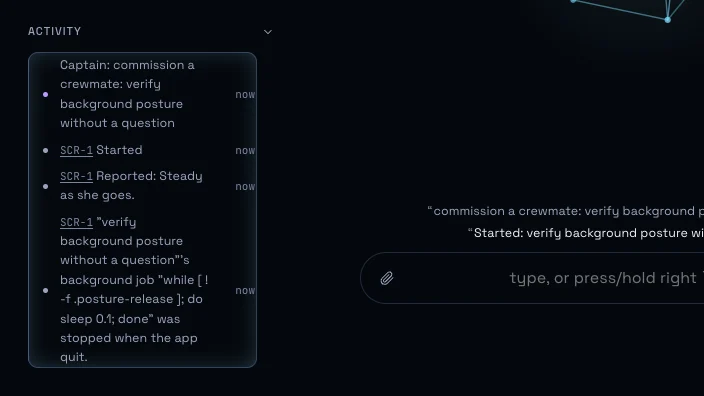 ACTIVITY
Captain: commission a
crewmate: verify
background posture
without a question
now
SCR-1 Started
now
SCR-1 Reported: Steady
as she goes.
now
SCR-1 "verify
background posture
without a question"'s
background job "while [ !
-f .posture-release ]; do
sleep 0.1; done" was
stopped when the app
quit.
now
"commission a crewmate: verify background p
"Started: verify background posture wi
type, or press/hold right